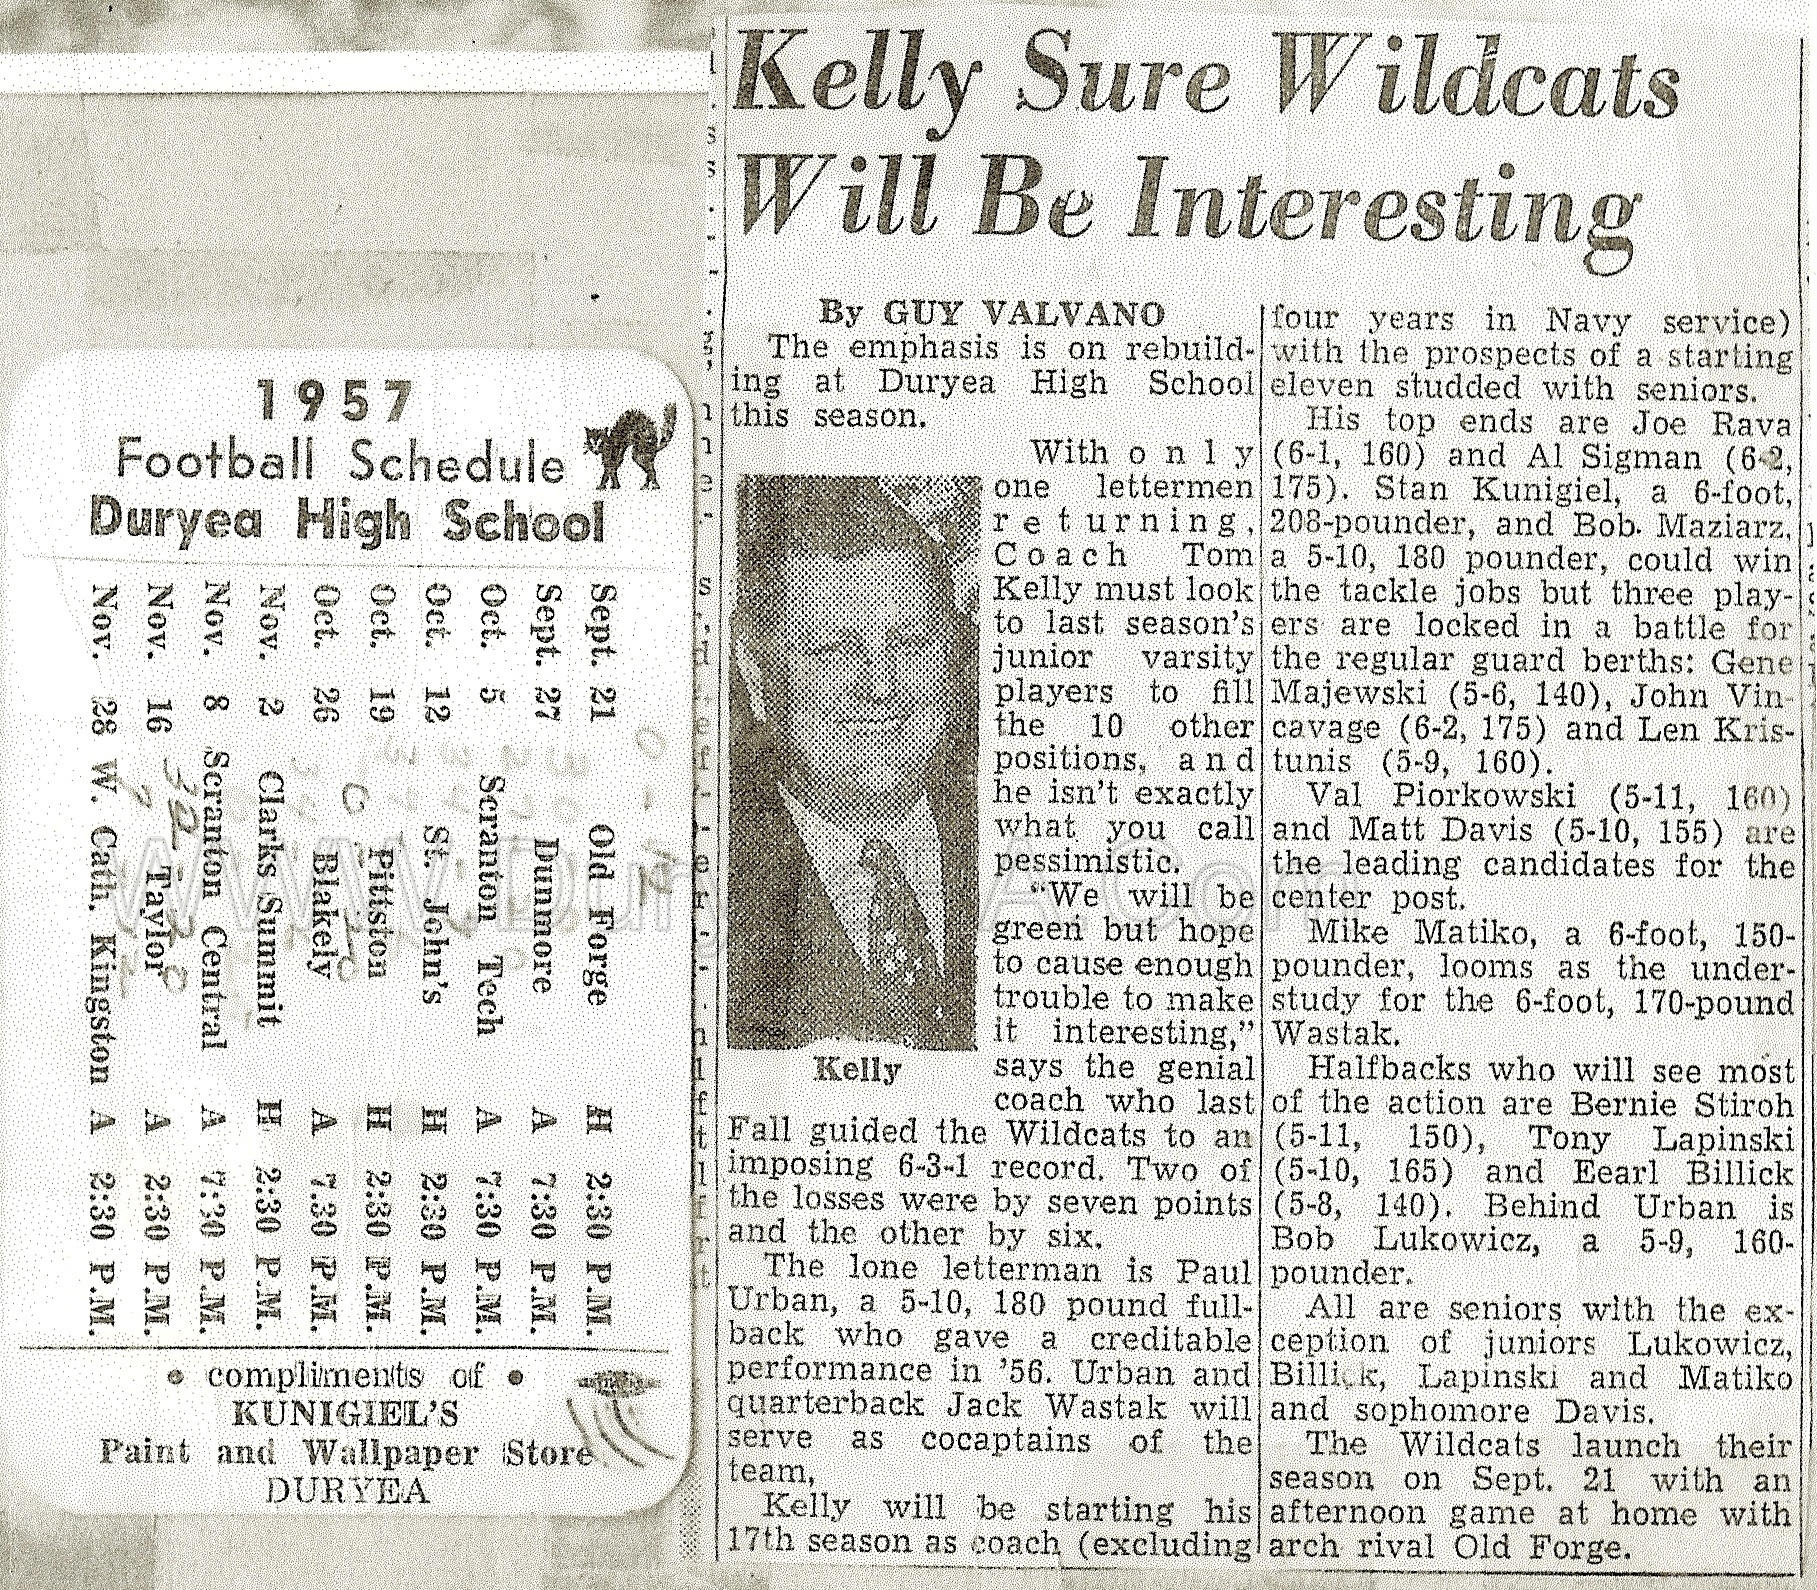 1957
Football Schedule
Duryea High School
Sept. 21 Old Forge H 2:30 P.M.
Sept. 27 Dunmore A 7:30 P.M.
Oct. 5 Scranton Tech A 7:30 P.M.
Oct. 12 St. John's H 2:30 P.M.
Oct. 19 Pittston H 2:30 P.M.
Oct. 26 Blakely A 7.30 P.M.
Nov. 2 Clarks Summit H 2:30 P.M.
Nov. 8 Scranton Central A 7:30 P.M.
Nov. 16 Taylor A 2:30 P.M.
Nov. 28 W. Cath. Kingston A 2:30 P.M.
• compliments of •
KUNIGIEL'S
Paint and Wallpaper Store
DURYEA
Kelly Sure Wildcats
Will Be Interesting
By GUY VALVANO
The emphasis is on rebuild-
ing at Duryea High School
this season.
With only
one lettermen
returning,
Coach Tom
Kelly must look
to last season's
junior varsity
players to fill
the 10 other
positions, and
he isn't exactly
what you call
pessimistic.
"We will be
green but hope
to cause enough
trouble to make
it interesting,"
says the genial
coach who last
Kelly
Fall guided the Wildcats to an
imposing 6-3-1 record. Two of
the losses were by seven points
and the other by six.
The lone letterman is Paul
Urban, a 5-10, 180 pound full-
back who gave a creditable
performance in '56. Urban and
quarterback Jack Wastak will
serve as cocaptains of the
team,
Kelly will be starting his
17th season as coach (excluding
four years in Navy service)
with the prospects of a starting
eleven studded with seniors.
His top ends are Joe Rava
(6-1, 160) and Al Sigman (6-2,
175). Stan Kunigiel, a 6-foot,
208-pounder, and Bob Maziarz,
a 5-10, 180 pounder, could win
the tackle jobs but three play-
ers are locked in a battle for
the regular guard berths: Gene
Majewski (5-6, 140), John Vin-
cavage (6-2, 175) and Len Kris-
tunis (5-9, 160).
Val Piorkowski (5-11, 160)
and Matt Davis (5-10, 155) are
the leading candidates for the
center post.
Mike Matiko, a 6-foot, 150-
pounder, looms as the under-
study for the 6-foot, 170-pound
Wastak.
Halfbacks who will see most
of the action are Bernie Stiroh
(5-11, 150), Tony Lapinski
(5-10, 165) and Eearl Billick
(5-8, 140). Behind Urban is
Bob Lukowicz, a 5-9, 160-
pounder.
All are seniors with the ex-
ception of juniors Lukowicz,
Billick, Lapinski and Matiko
and sophomore Davis.
The Wildcats launch their
season on Sept. 21 with an
afternoon game at home with
arch rival Old Forge.